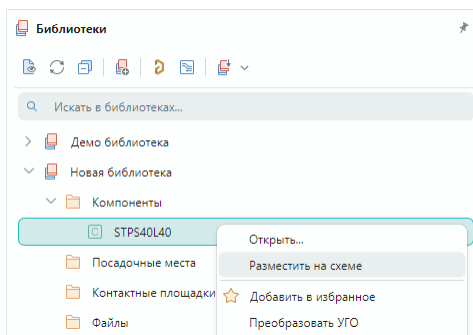 Библиотеки
Искать в библиотеках...
Демо библиотека
Новая библиотека
Компоненты
STPS40L40
Открыть...
Разместить на схеме
Посадочные места
Добавить в избранное
Контактные площадки
Преобразовать УГО
Файлы